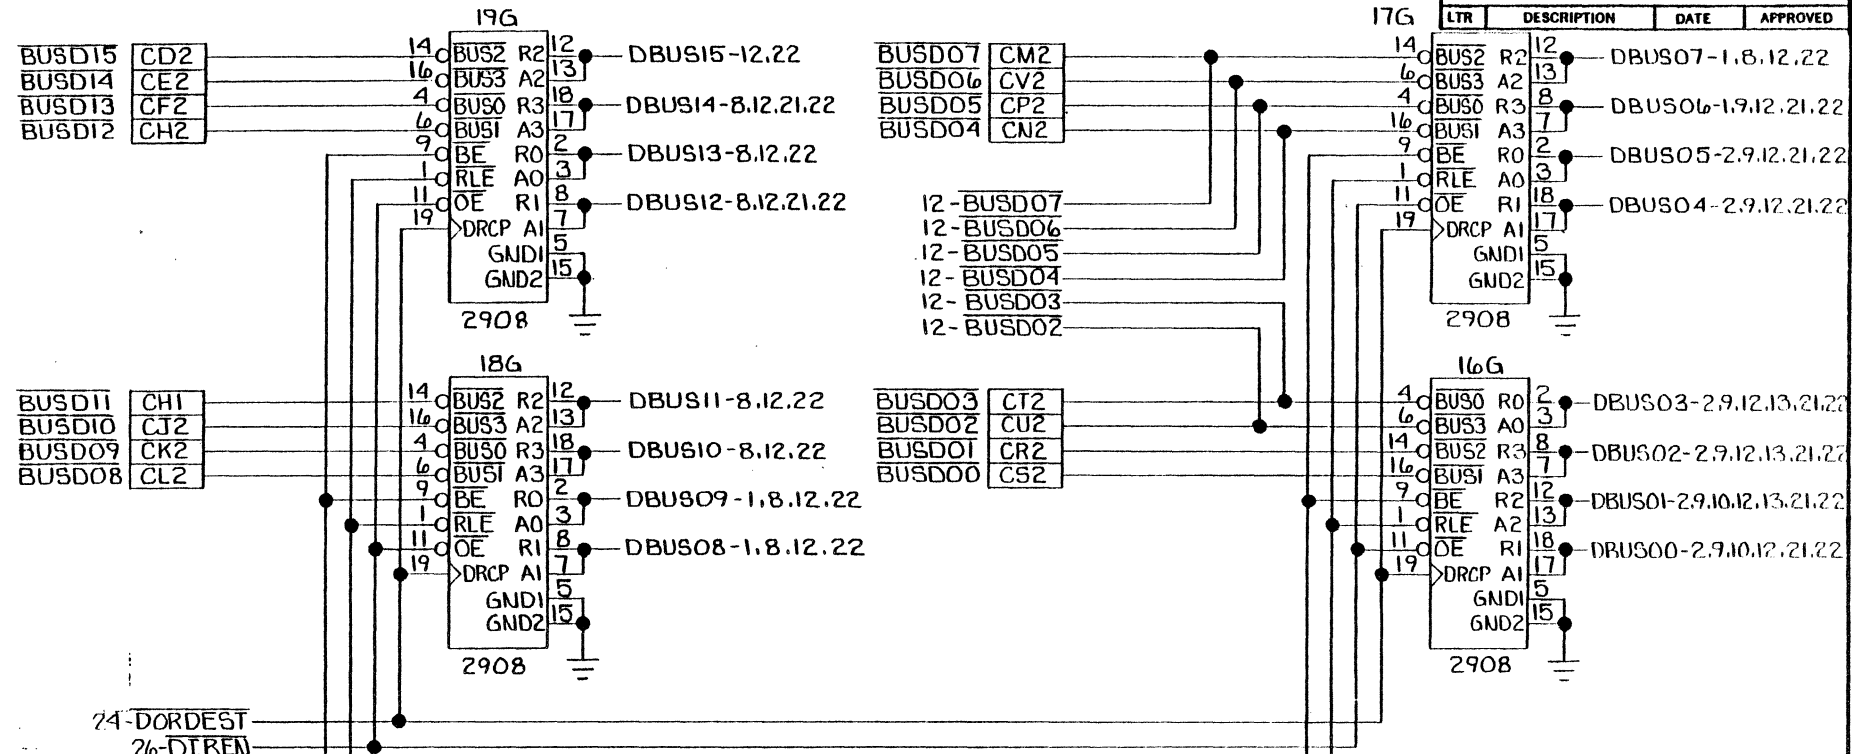 LTR DESCRIPTION DATE APPROVED
19G
BUSD15 CD2 14 BUS2 R2 12 DBUS15-12.22
BUSD14 CE2 16 BUS3 A2 13
BUSD13 CF2 4 BUS0 R3 18 DBUS14-8.12.21.22
BUSD12 CH2 6 BUS1 A3 17
9 BE R0 2 DBUS13-8.12.22
1 RLE A0 3
11 OE R1 8 DBUS12-8.12.21.22
19 DRCP A1 7
GND1 5
GND2 15
2908
17G
BUSD07 CM2 14 BUS2 R2 12 DBUS07-1.8.12.22
BUSD06 CV2 6 BUS3 A2 13
BUSD05 CP2 4 BUS0 R3 8 DBUS06-1.9.12.21.22
BUSD04 CN2 16 BUS1 A3 7
9 BE R0 2 DBUS05-2.9.12.21.22
1 RLE A0 3
11 OE R1 18 DBUS04-2.9.12.21.22
19 DRCP A1 17
GND1 5
GND2 15
2908
12-BUSD07
12-BUSD06
12-BUSD05
12-BUSD04
12-BUSD03
12-BUSD02
18G
BUSD11 CH1 14 BUS2 R2 12 DBUS11-8.12.22
BUSD10 CJ2 16 BUS3 A2 13
BUSD09 CK2 4 BUS0 R3 18 DBUS10-8.12.22
BUSD08 CL2 6 BUS1 A3 17
9 BE R0 2 DBUS09-1.8.12.22
1 RLE A0 3
11 OE R1 8 DBUS08-1.8.12.22
19 DRCP A1 7
GND1 5
GND2 15
2908
16G
BUSD03 CT2 4 BUS0 R0 2 DBUS03-2.9.12.13.21.22
BUSD02 CU2 6 BUS3 A0 3
BUSD01 CR2 14 BUS2 R3 8 DBUS02-2.9.12.13.21.22
BUSD00 CS2 16 BUS1 A3 7
9 BE R2 12 DBUS01-2.9.10.12.13.21.22
1 RLE A2 13
11 OE R1 18 DBUS00-2.9.10.12.21.22
19 DRCP A1 17
GND1 5
GND2 15
2908
24-DORDEST
26-DTBEN